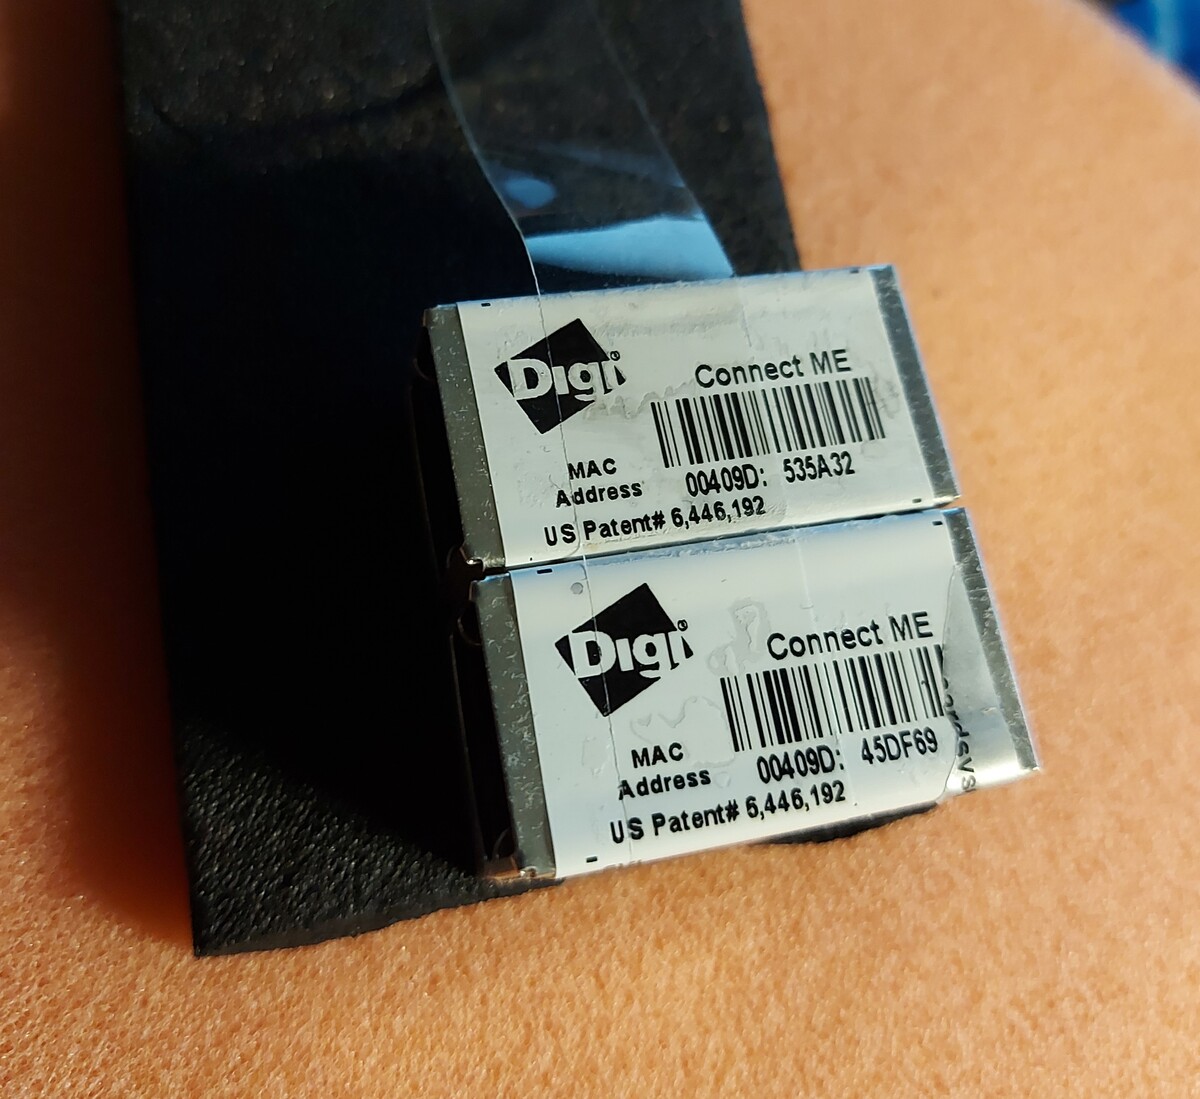 Digi®
Connect ME
MAC
Address
00409D: 535A32
US Patent# 6,446,192
Digi®
Connect ME
MAC
Address
00409D: 45DF69
US Patent# 6,446,192